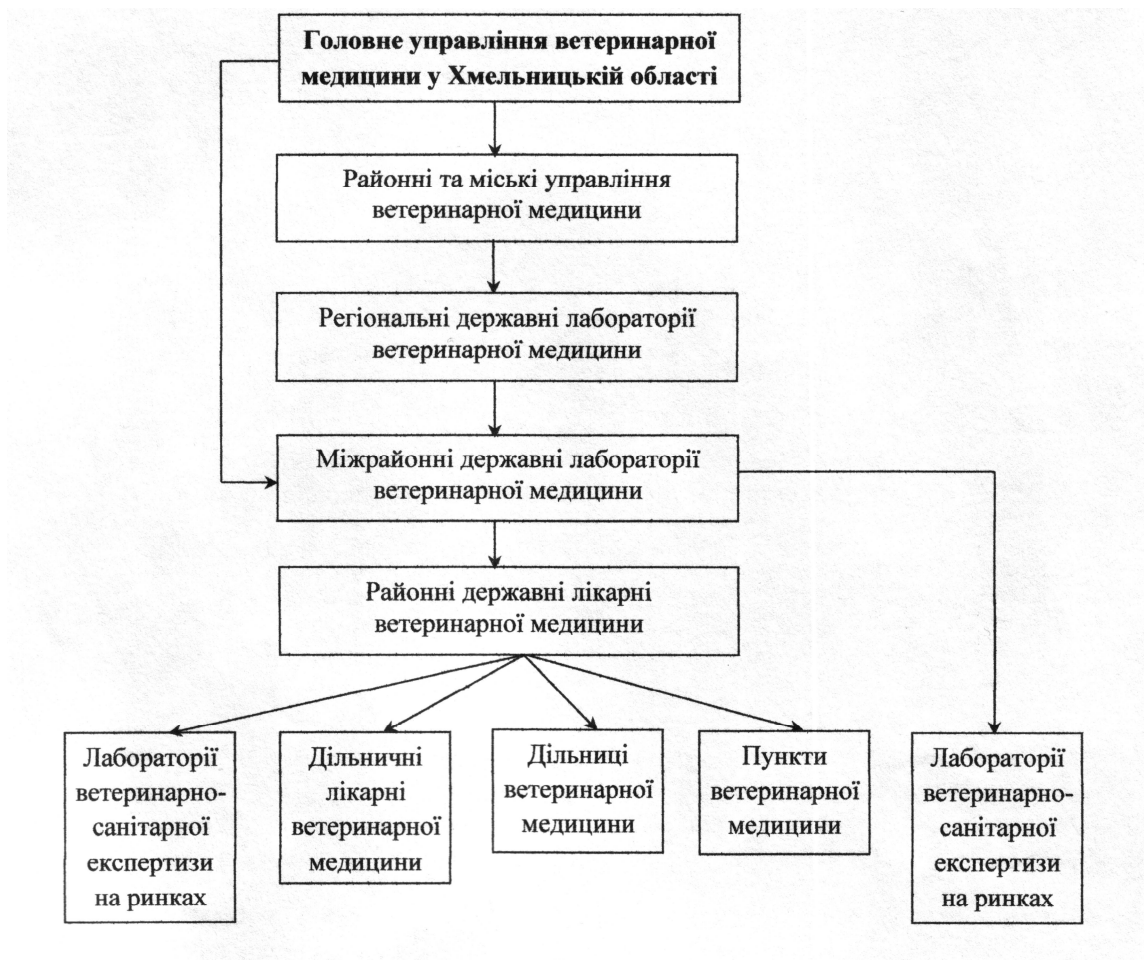 Головне управління ветеринарної
медицини у Хмельницькій області
Районні та міські управління
ветеринарної медицини
Регіональні державні лабораторії
ветеринарної медицини
Міжрайонні державні лабораторії
ветеринарної медицини
Районні державні лікарні
ветеринарної медицини
Лабораторії
ветеринарно-
санітарної
експертизи
на ринках
Дільничні
лікарні
ветеринарної
медицини
Дільниці
ветеринарної
медицини
Пункти
ветеринарної
медицини
Лабораторії
ветеринарно-
санітарної
експертизи
на ринках